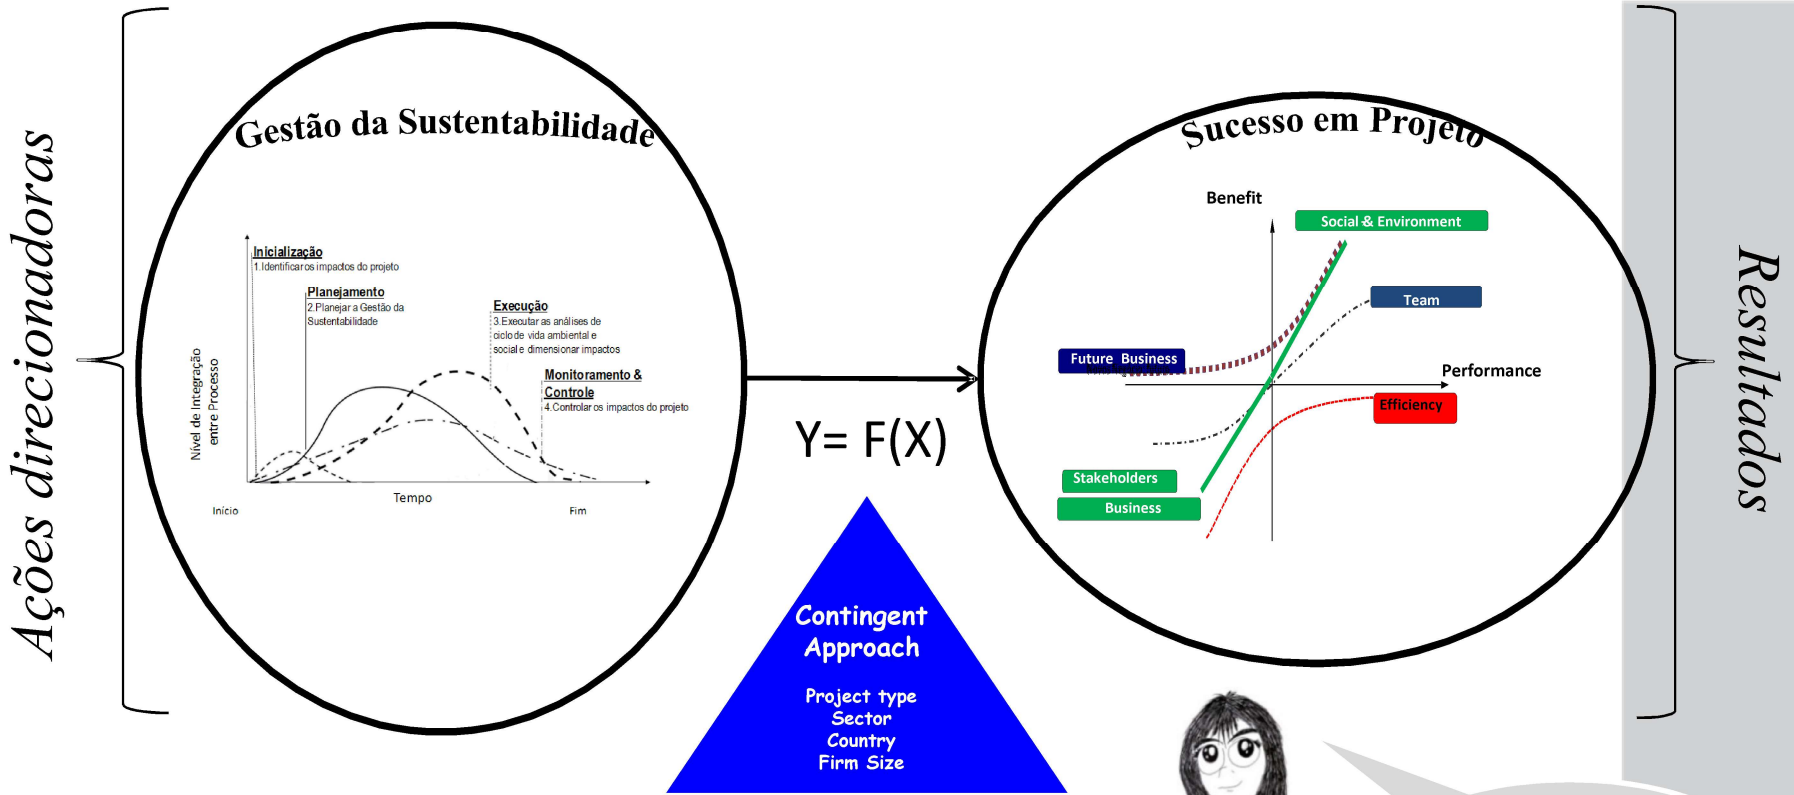 Ações direcionadoras
Gestão da Sustentabilidade
Inicialização
1.Identificar os impactos do projeto
Planejamento
2.Planejar a Gestão da
Sustentabilidade
Execução
3.Executar as análises de
ciclo de vida ambiental e
social e dimensionar impactos
Monitoramento &
Controle
4.Controlar os impactos do projeto
Nível de Integração
entre Processo
Tempo
Início
Fim
Y= F(X)
Contingent
Approach
Project type
Sector
Country
Firm Size
Sucesso em Projeto
Benefit
Social & Environment
Team
Future Business
Performance
Efficiency
Stakeholders
Business
Resultados